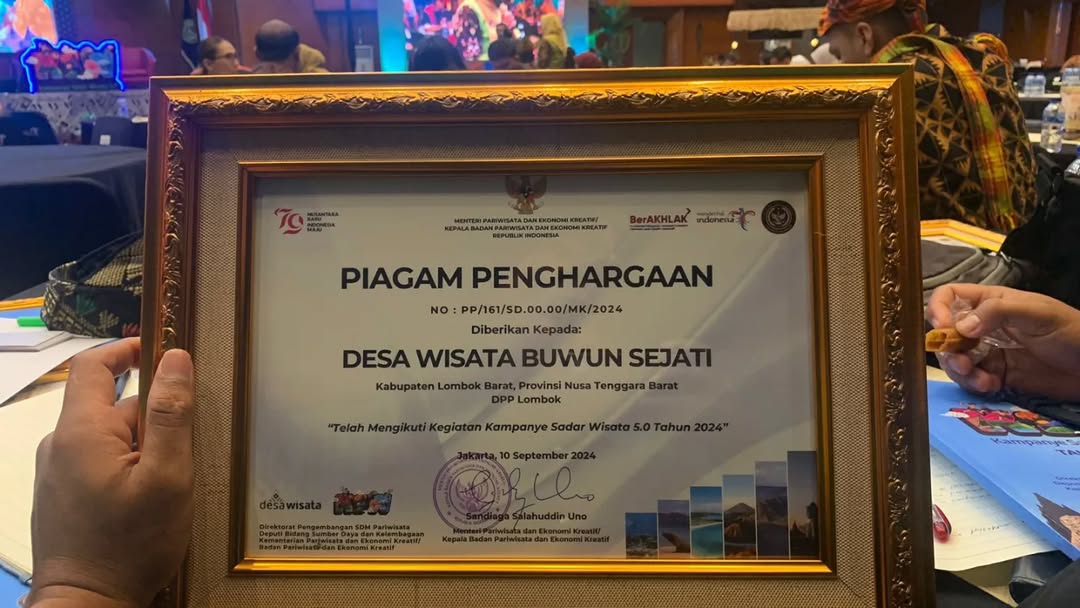 79 NUSANTARA
BARU
INDONESIA
MAJU
MENTERI PARIWISATA DAN EKONOMI KREATIF/
KEPALA BADAN PARIWISATA DAN EKONOMI KREATIF
REPUBLIK INDONESIA
BerAKHLAK
wonderful
indonesia
PIAGAM PENGHARGAAN
NO : PP/161/SD.00.00/MK/2024
Diberikan Kepada:
DESA WISATA BUWUN SEJATI
Kabupaten Lombok Barat, Provinsi Nusa Tenggara Barat
DPP Lombok
“Telah Mengikuti Kegiatan Kampanye Sadar Wisata 5.0 Tahun 2024”
Jakarta, 10 September 2024
Sandiaga Salahuddin Uno
Menteri Pariwisata dan Ekonomi Kreatif/
Kepala Badan Pariwisata dan Ekonomi Kreatif
desa wisata
Direktorat Pengembangan SDM Pariwisata
Deputi Bidang Sumber Daya dan Kelembagaan
Kementerian Pariwisata dan Ekonomi Kreatif/
Badan Pariwisata dan Ekonomi Kreatif
Kampanye